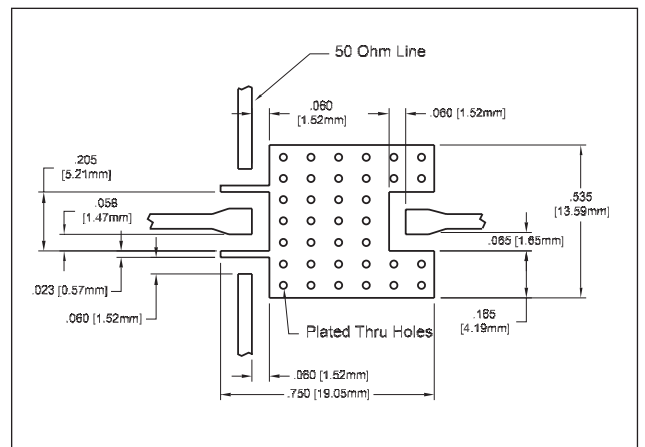 50 Ohm Line
.060
[1.52mm]
.060 [1.52mm]
.205
[5.21mm]
.058
[1.47mm]
.535
[13.59mm]
.065 [1.65mm]
.023 [0.57mm]
.060 [1.52mm]
.165
[4.19mm]
Plated Thru Holes
.060 [1.52mm]
.750 [19.05mm]